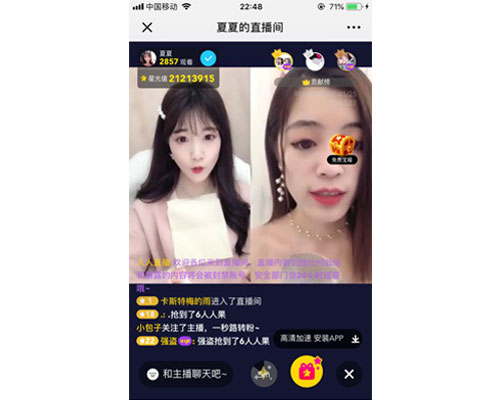 中国移动
22:48
71%
夏夏的直播间
夏夏
2857 观看
星光值 21213915
贡献榜
免费宝箱
人人直播 欢迎各位来到直播间，直播内容
的内容将会被封禁账号，安全部门会24小时
哦~
1 卡斯特梅的雨进入了直播间
18 .:.抢到了6人人果
小包子关注了主播，一秒路转粉~
22 强盗 : 强盗抢到了6人人果
高清加速 安装APP
和主播聊天吧~